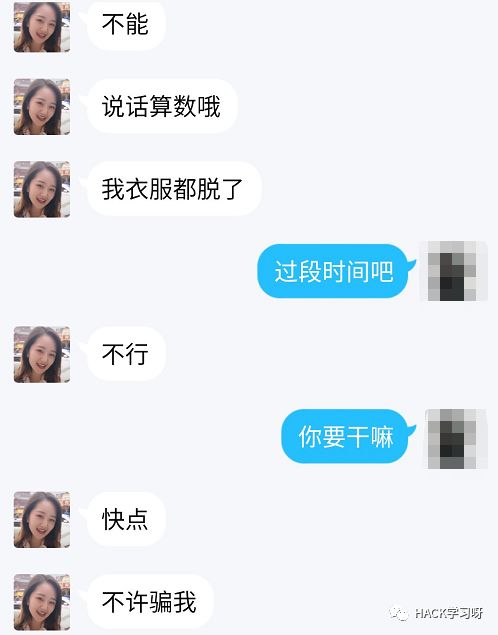 不能
说话算数哦
我衣服都脱了
过段时间吧
不行
你要干嘛
快点
不许骗我
HACK学习呀